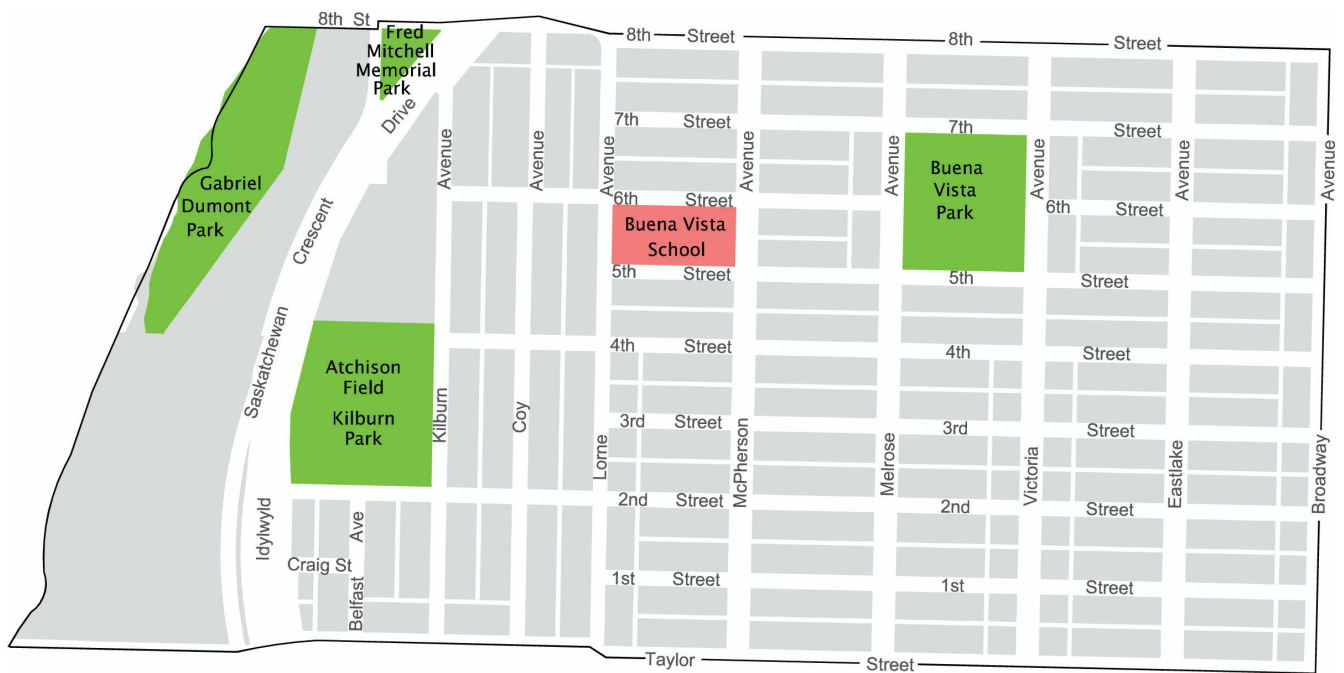 8th St
Fred
Mitchell
Memorial
Park
8th Street
8th Street
Drive
7th Street
7th Street
Avenue
Avenue
Avenue
Avenue
Avenue
Avenue
Avenue
Avenue
Gabriel
Dumont
Park
Buena
Vista
Park
Crescent
6th Street
6th Street
Buena Vista
School
5th Street
5th Street
Saskatchewan
4th Street
4th Street
Atchison
Field
Kilburn
Park
Kilburn
Coy
Lorne
3rd Street
McPherson
Melrose
3rd Street
Victoria
Eastlake
Broadway
2nd Street
2nd Street
Idylwyld
Ave
Craig St
Belfast
1st Street
1st Street
Taylor Street